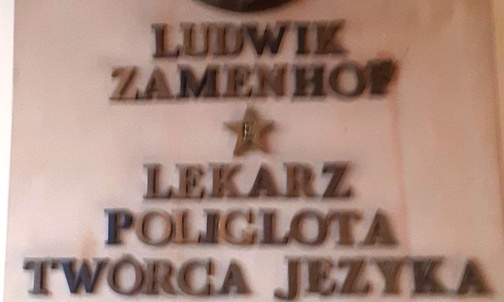 LUDWIK
ZAMENHOF
E
LEKARZ
POLIGLOTA
TWÓRCA JĘZYKA